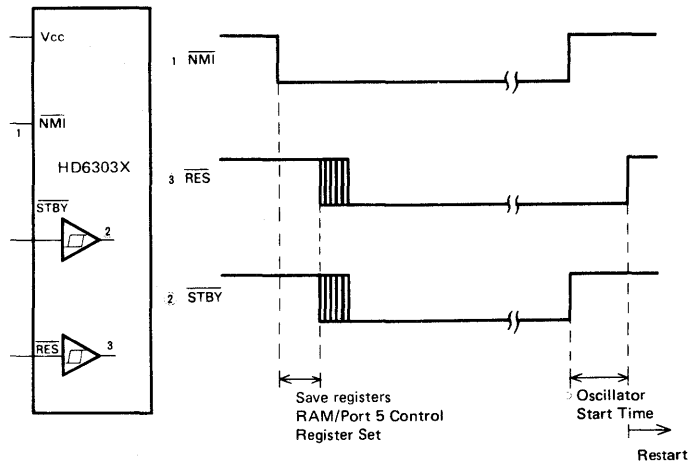 Vcc
1 NMI
HD6303X
STBY
2
RES
3
1 NMI
3 RES
2 STBY
Save registers
RAM/Port 5 Control
Register Set
Oscillator
Start Time
Restart